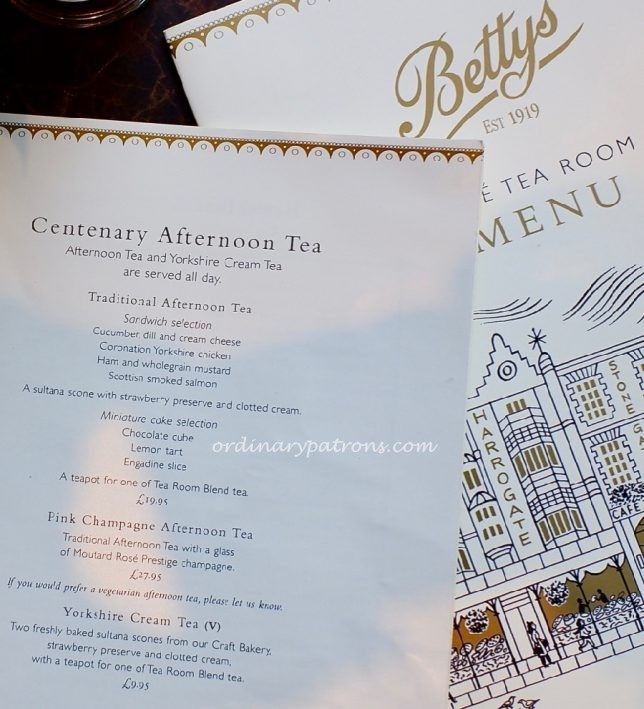 Bettys
EST 1919
É TEA ROOM
MENU
HARROGATE
STONE G
CAFE
Centenary Afternoon Tea
Afternoon Tea and Yorkshire Cream Tea
are served all day.
Traditional Afternoon Tea
Sandwich selection
Cucumber, dill and cream cheese
Coronation Yorkshire chicken
Ham and wholegrain mustard
Scottish smoked salmon
A sultana scone with strawberry preserve and clotted cream.
Miniature cake selection
Chocolate cube
Lemon tart
Engadine slice
ordinarypatrons.com
A teapot for one of Tea Room Blend tea.
£19.95
Pink Champagne Afternoon Tea
Traditional Afternoon Tea with a glass
of Moutard Rosé Prestige champagne.
£27.95
If you would prefer a vegetarian afternoon tea, please let us know.
Yorkshire Cream Tea (V)
Two freshly baked sultana scones from our Craft Bakery,
strawberry preserve and clotted cream,
with a teapot for one of Tea Room Blend tea.
£9.95